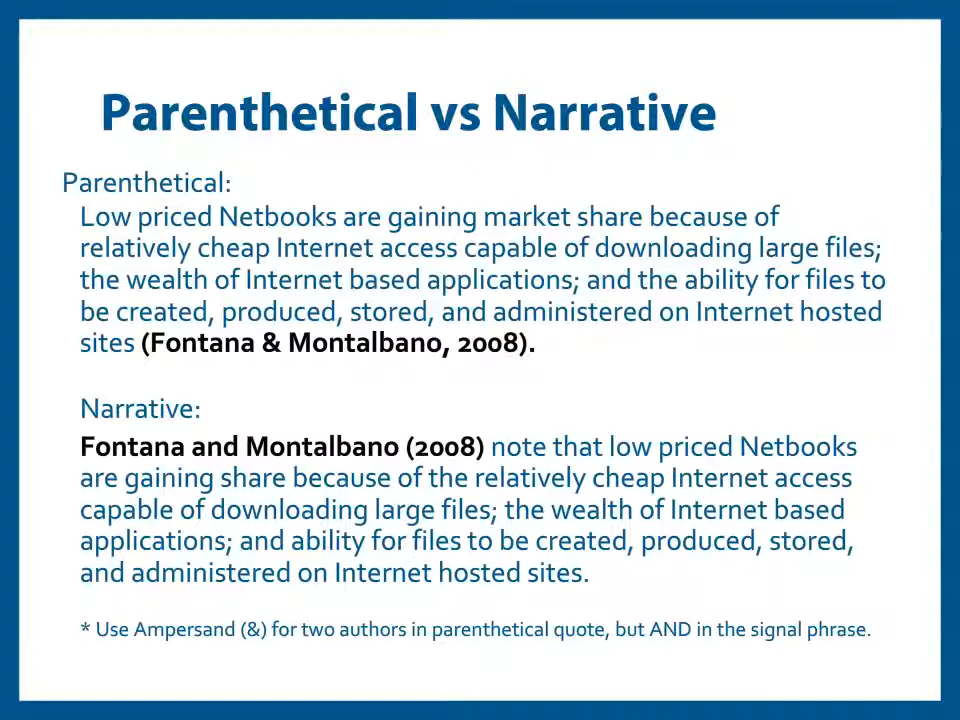 Parenthetical vs Narrative
Parenthetical:
Low priced Netbooks are gaining market share because of
relatively cheap Internet access capable of downloading large files;
the wealth of Internet based applications; and the ability for files to
be created, produced, stored, and administered on Internet hosted
sites (Fontana & Montalbano, 2008).
Narrative:
Fontana and Montalbano (2008) note that low priced Netbooks
are gaining share because of the relatively cheap Internet access
capable of downloading large files; the wealth of Internet based
applications; and ability for files to be created, produced, stored,
and administered on Internet hosted sites.
* Use Ampersand (&) for two authors in parenthetical quote, but AND in the signal phrase.